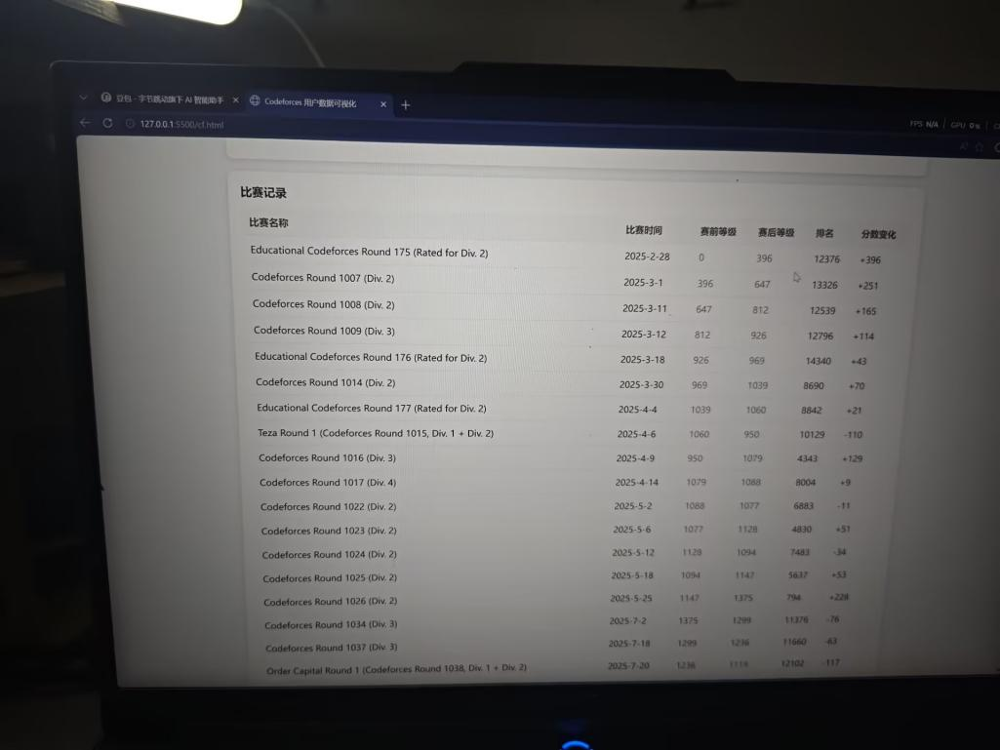 豆包 - 字节跳动旗下 AI 智能助手 × Codeforces 用户数据可视化 × +
127.0.0.1:5500/cf.html FPS N/A GPU 0%
比赛记录
比赛名称 比赛时间 赛前等级 赛后等级 排名 分数变化
Educational Codeforces Round 175 (Rated for Div. 2) 2025-2-28 0 396 12376 +396
Codeforces Round 1007 (Div. 2) 2025-3-1 396 647 13326 +251
Codeforces Round 1008 (Div. 2) 2025-3-11 647 812 12539 +165
Codeforces Round 1009 (Div. 3) 2025-3-12 812 926 12796 +114
Educational Codeforces Round 176 (Rated for Div. 2) 2025-3-18 926 969 14340 +43
Codeforces Round 1014 (Div. 2) 2025-3-30 969 1039 8690 +70
Educational Codeforces Round 177 (Rated for Div. 2) 2025-4-4 1039 1060 8842 +21
Teza Round 1 (Codeforces Round 1015, Div. 1 + Div. 2) 2025-4-6 1060 950 10129 -110
Codeforces Round 1016 (Div. 3) 2025-4-9 950 1079 4343 +129
Codeforces Round 1017 (Div. 4) 2025-4-14 1079 1088 8004 +9
Codeforces Round 1022 (Div. 2) 2025-5-2 1088 1077 6883 -11
Codeforces Round 1023 (Div. 2) 2025-5-6 1077 1128 4830 +51
Codeforces Round 1024 (Div. 2) 2025-5-12 1128 1094 7483 -34
Codeforces Round 1025 (Div. 2) 2025-5-18 1094 1147 5637 +53
Codeforces Round 1026 (Div. 2) 2025-5-25 1147 1375 794 +228
Codeforces Round 1034 (Div. 3) 2025-7-2 1375 1299 11376 -76
Codeforces Round 1037 (Div. 3) 2025-7-18 1299 1236 11660 -63
Order Capital Round 1 (Codeforces Round 1038, Div. 1 + Div. 2) 2025-7-20 1236 1119 12102 -117